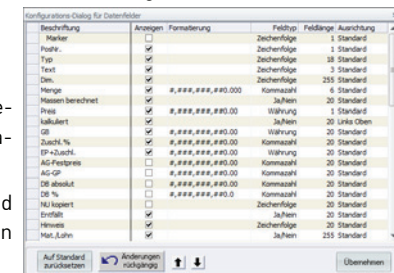 Konfigurations-Dialog für Datenfelder
Beschriftung Anzeigen Formatierung Feldtyp Feldlänge Ausrichtung
Marker Zeichenfolge 1 Standard
PosNr. Zeichenfolge 1 Standard
Typ Zeichenfolge 18 Standard
Text Zeichenfolge 3 Standard
Dim. Zeichenfolge 255 Standard
Menge #,###,###,##0.000 Kommazahl 6 Standard
Massen berechnet Ja/Nein 20 Standard
Preis #,###,###,##0.00 Währung 1 Standard
kalkuliert Ja/Nein 20 Links Oben
GB #,###,###,##0.00 Währung 20 Standard
Zuschl.% #,###,###,##0.00 Kommazahl 20 Standard
EP+Zuschl. #,###,###,##0.00 Währung 20 Standard
AG-Festpreis #,###,###,##0.00 Kommazahl 20 Standard
AG-GP #,###,###,##0.00 Kommazahl 20 Standard
DB absolut #,###,###,##0.00 Kommazahl 20 Standard
DB % #,###,###,##0.0 Kommazahl 20 Standard
NU kopiert Zeichenfolge 20 Standard
Entfällt Ja/Nein 20 Standard
Hinweis Zeichenfolge 20 Standard
Mat./Lohn Ja/Nein 255 Standard
e-
n-
d
n
Auf Standard zurücksetzen
Änderungen rückgängig
Übernehmen